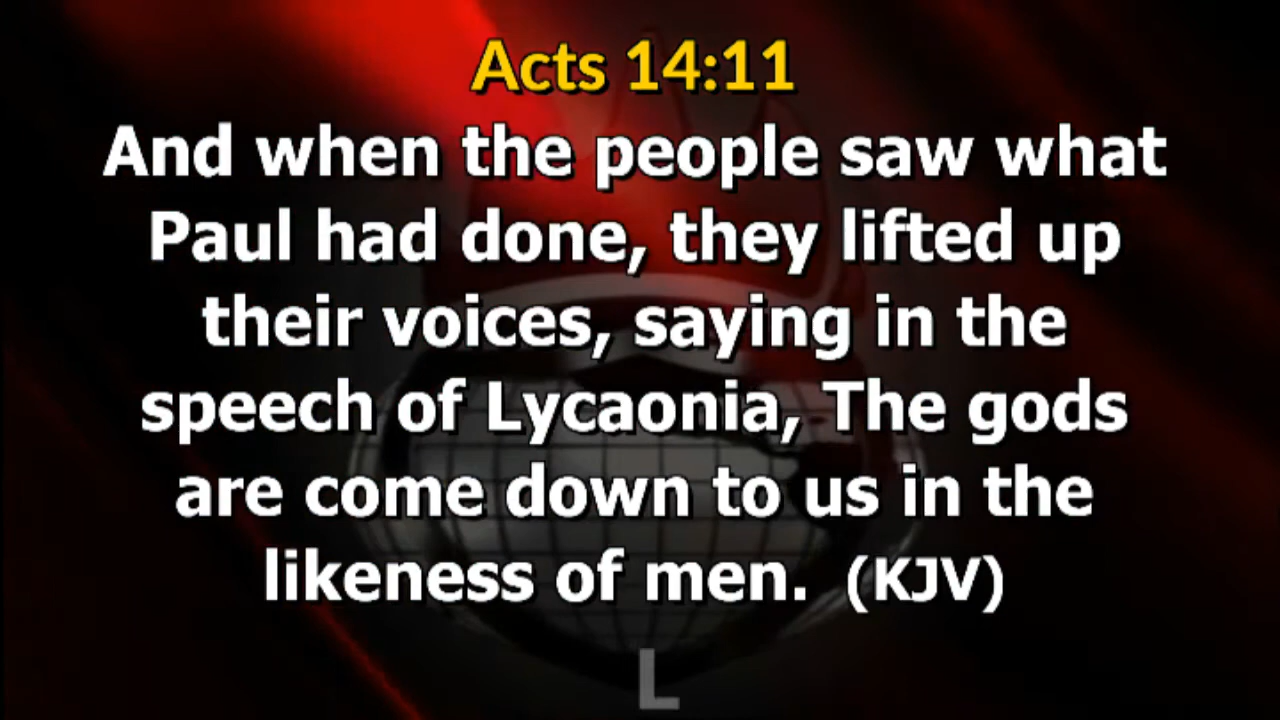 Acts 14:11
And when the people saw what
Paul had done, they lifted up
their voices, saying in the
speech of Lycaonia, The gods
are come down to us in the
likeness of men. (KJV)
L